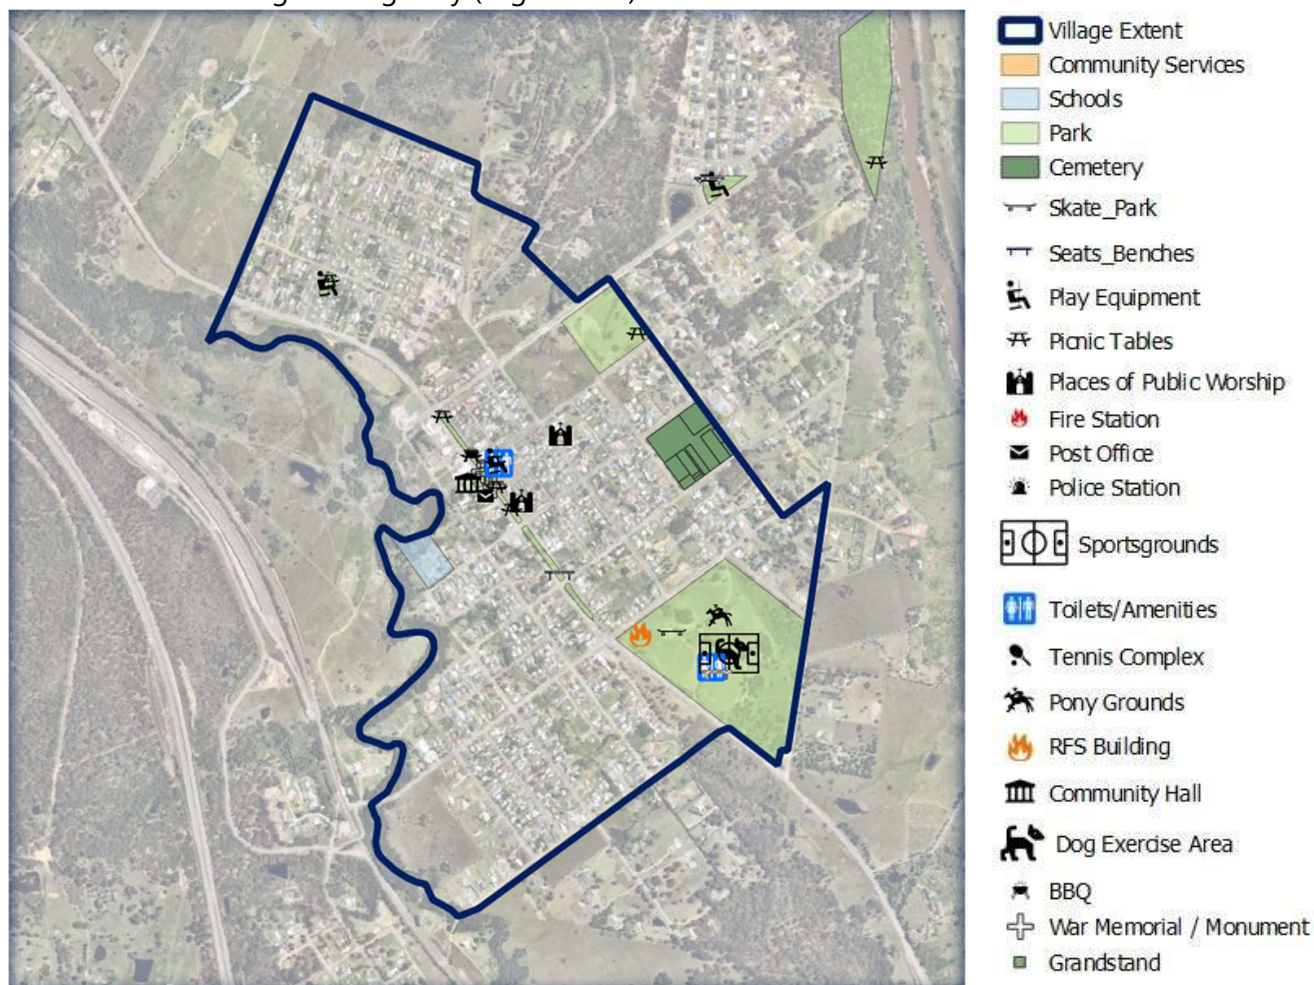 Village Extent
Community Services
Schools
Park
Cemetery
Skate_Park
Seats_Benches
Play Equipment
Picnic Tables
Places of Public Worship
Fire Station
Post Office
Police Station
Sportsgrounds
Toilets/Amenities
Tennis Complex
Pony Grounds
RFS Building
Community Hall
Dog Exercise Area
BBQ
War Memorial / Monument
Grandstand